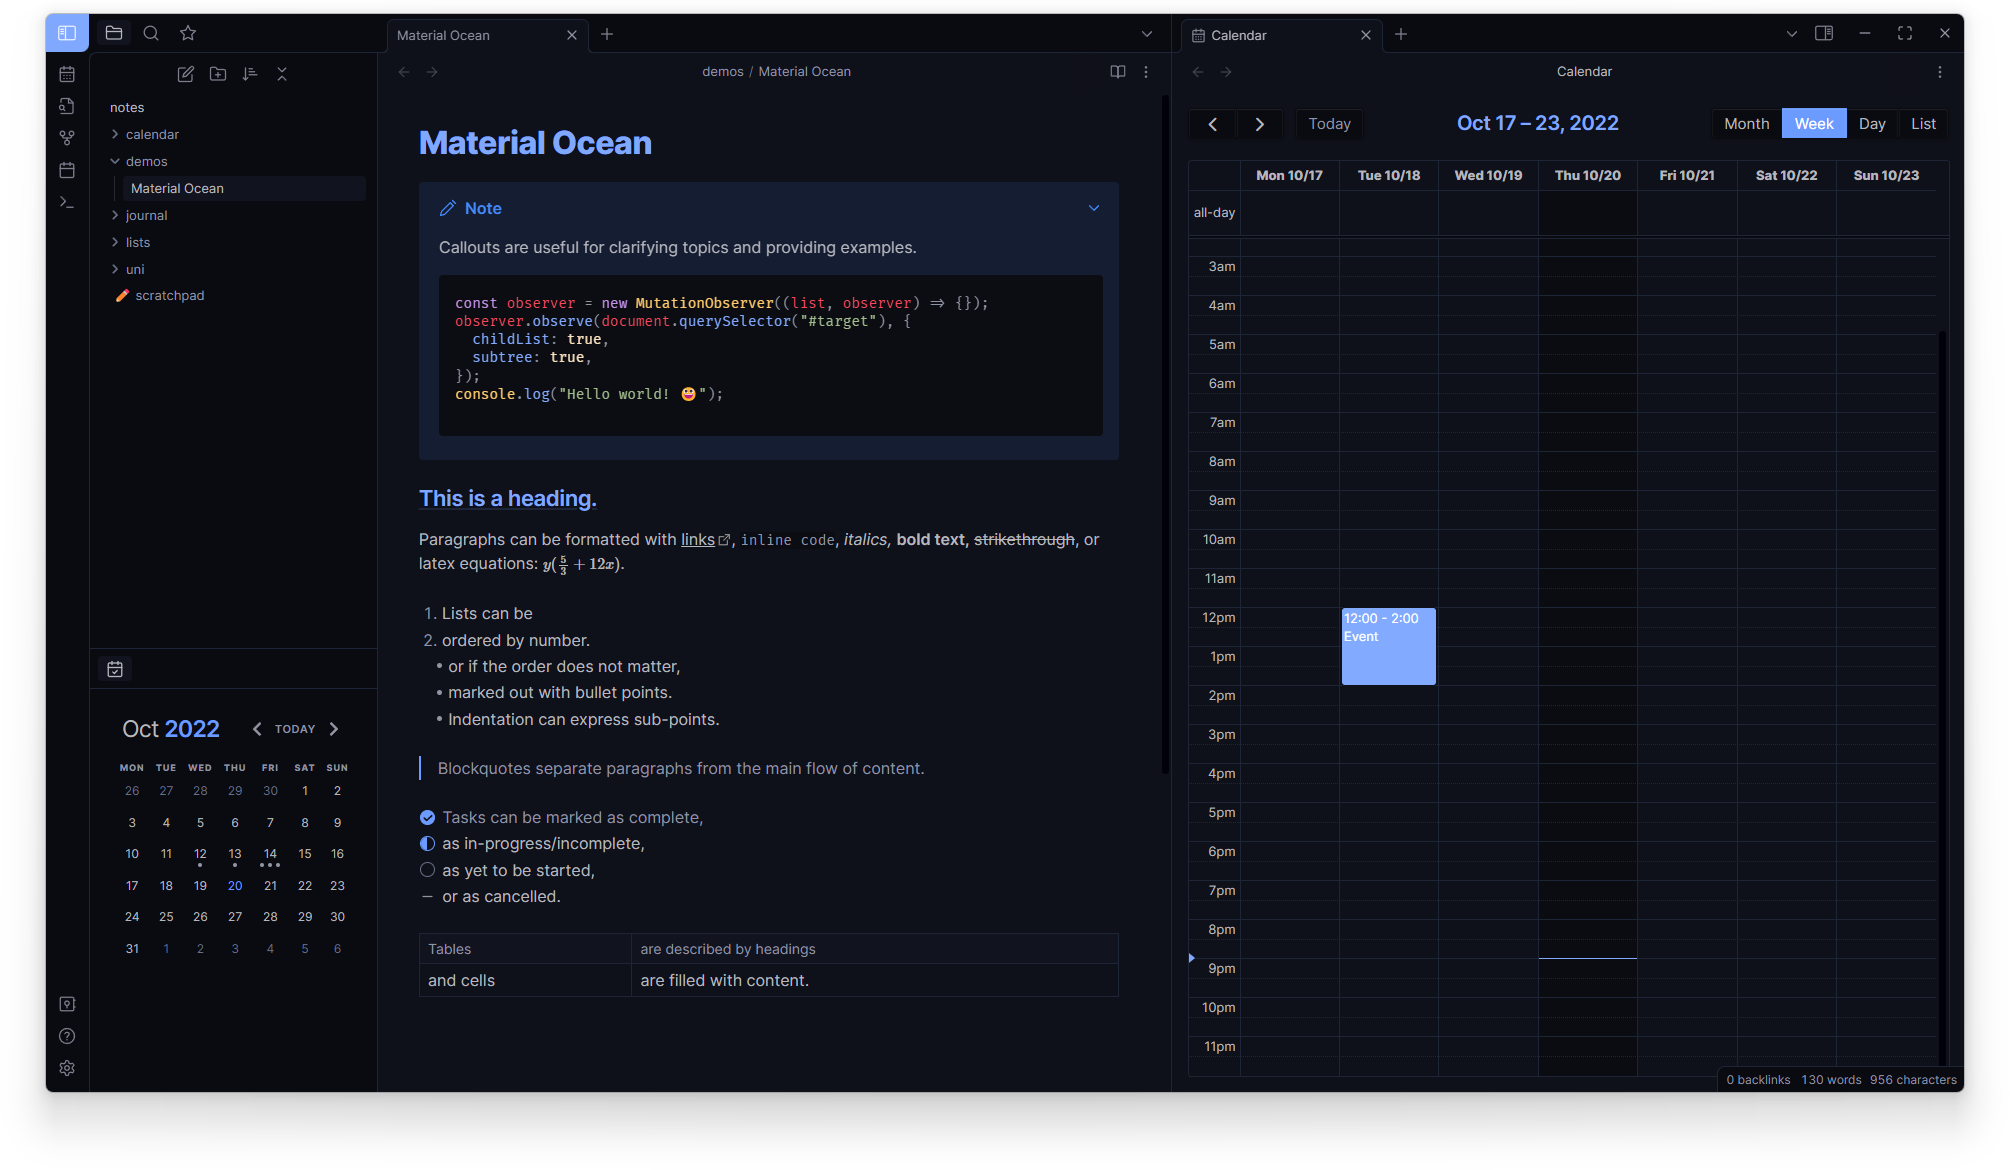 Material Ocean
Calendar
notes
calendar
demos
Material Ocean
journal
lists
uni
scratchpad
Oct 2022
TODAY
MON TUE WED THU FRI SAT SUN
26 27 28 29 30 1 2
3 4 5 6 7 8 9
10 11 12 13 14 15 16
17 18 19 20 21 22 23
24 25 26 27 28 29 30
31 1 2 3 4 5 6
demos / Material Ocean
Material Ocean
Note
Callouts are useful for clarifying topics and providing examples.
const observer = new MutationObserver((list, observer) => {});
observer.observe(document.querySelector("#target"), {
  childList: true,
  subtree: true,
});
console.log("Hello world! 😀");
This is a heading.
Paragraphs can be formatted with links, inline code, italics, bold text, strikethrough, or
latex equations: y(5/3 + 12x).
1. Lists can be
2. ordered by number.
• or if the order does not matter,
• marked out with bullet points.
• Indentation can express sub-points.
Blockquotes separate paragraphs from the main flow of content.
Tasks can be marked as complete,
as in-progress/incomplete,
as yet to be started,
or as cancelled.
Tables are described by headings
and cells are filled with content.
Calendar
Today
Oct 17 – 23, 2022
Month Week Day List
Mon 10/17 Tue 10/18 Wed 10/19 Thu 10/20 Fri 10/21 Sat 10/22 Sun 10/23
all-day
3am
4am
5am
6am
7am
8am
9am
10am
11am
12pm
12:00 - 2:00
Event
1pm
2pm
3pm
4pm
5pm
6pm
7pm
8pm
9pm
10pm
11pm
0 backlinks 130 words 956 characters